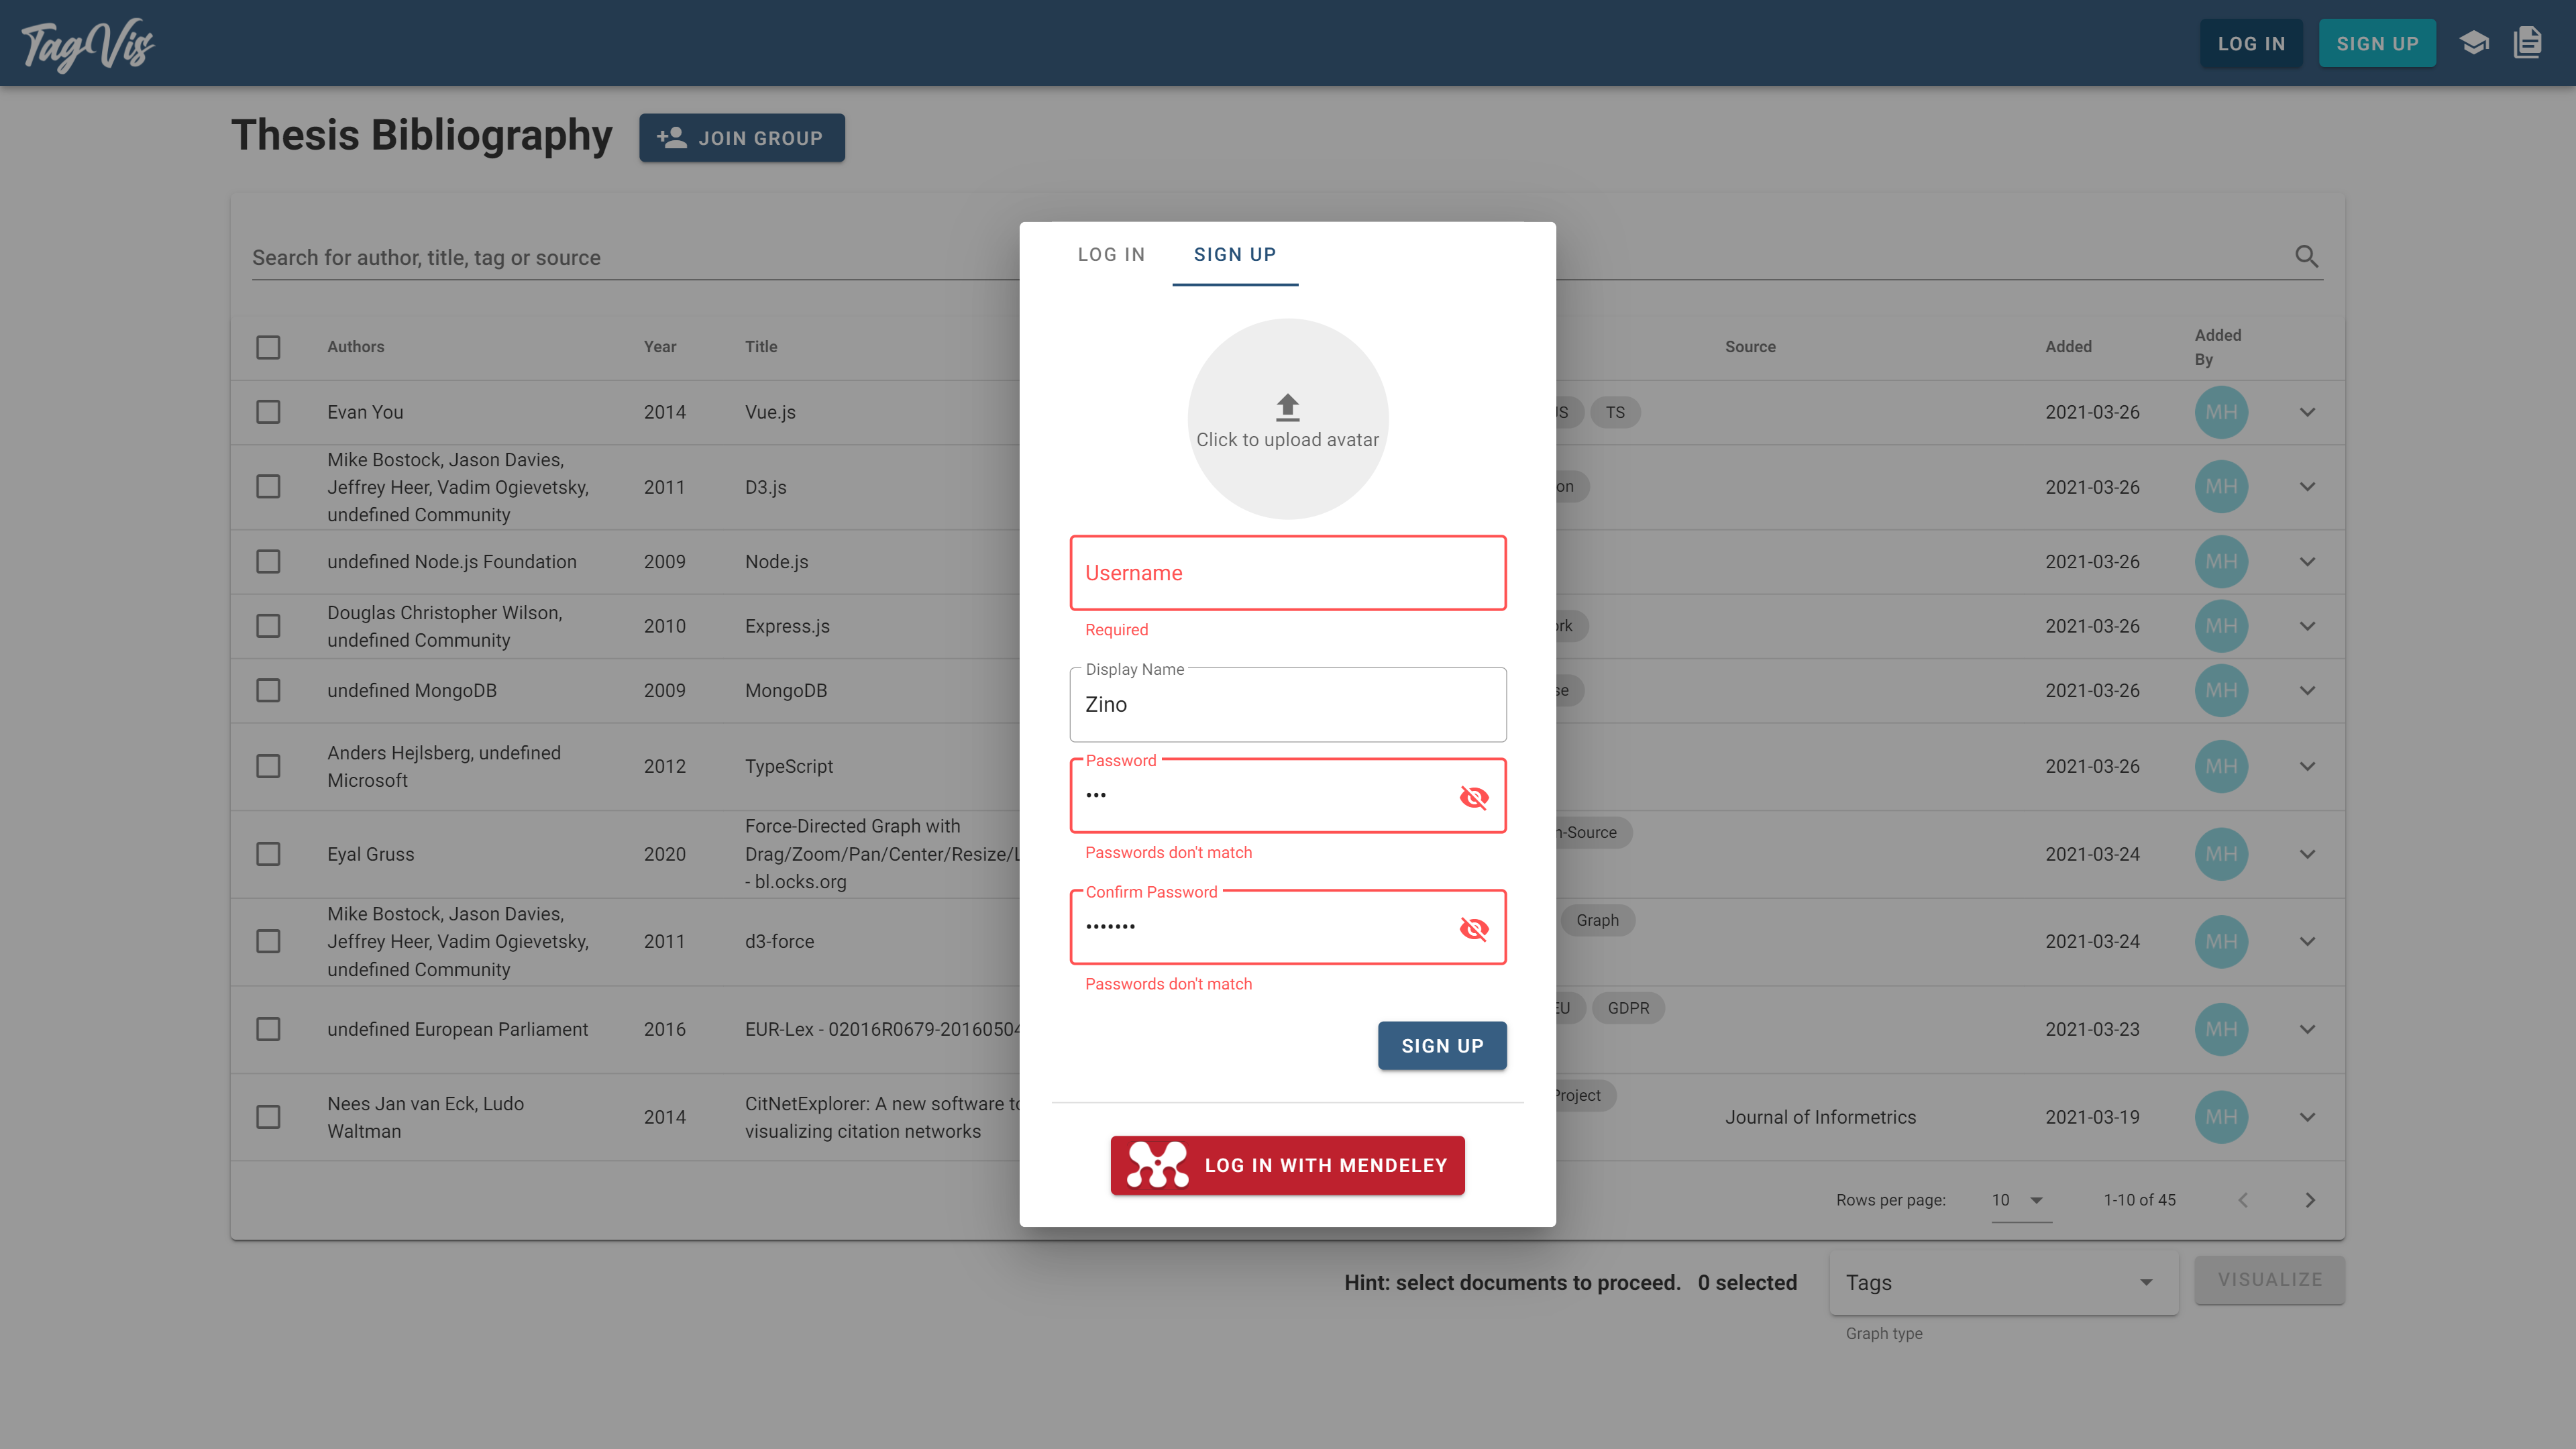 TagVis
LOG IN
SIGN UP
Thesis Bibliography
JOIN GROUP
Search for author, title, tag or source
Authors Year Title Source Added Added By
Evan You 2014 Vue.js TS 2021-03-26 MH
Mike Bostock, Jason Davies,
Jeffrey Heer, Vadim Ogievetsky,
undefined Community
2011 D3.js 2021-03-26 MH
undefined Node.js Foundation 2009 Node.js 2021-03-26 MH
Douglas Christopher Wilson,
undefined Community
2010 Express.js 2021-03-26 MH
undefined MongoDB 2009 MongoDB 2021-03-26 MH
Anders Hejlsberg, undefined
Microsoft
2012 TypeScript 2021-03-26 MH
Eyal Gruss 2020
Force-Directed Graph with
Drag/Zoom/Pan/Center/Resize/
- bl.ocks.org
-Source 2021-03-24 MH
Mike Bostock, Jason Davies,
Jeffrey Heer, Vadim Ogievetsky,
undefined Community
2011 d3-force Graph 2021-03-24 MH
undefined European Parliament 2016 EUR-Lex - 02016R0679-20160504 EU GDPR 2021-03-23 MH
Nees Jan van Eck, Ludo
Waltman
2014
CitNetExplorer: A new software
visualizing citation networks
Project Journal of Informetrics 2021-03-19 MH
Rows per page: 10 1-10 of 45
Hint: select documents to proceed. 0 selected
Tags
Graph type
VISUALIZE
LOG IN
SIGN UP
Click to upload avatar
Username
Required
Display Name
Zino
Password
•••
Passwords don't match
Confirm Password
•••••••
Passwords don't match
SIGN UP
LOG IN WITH MENDELEY